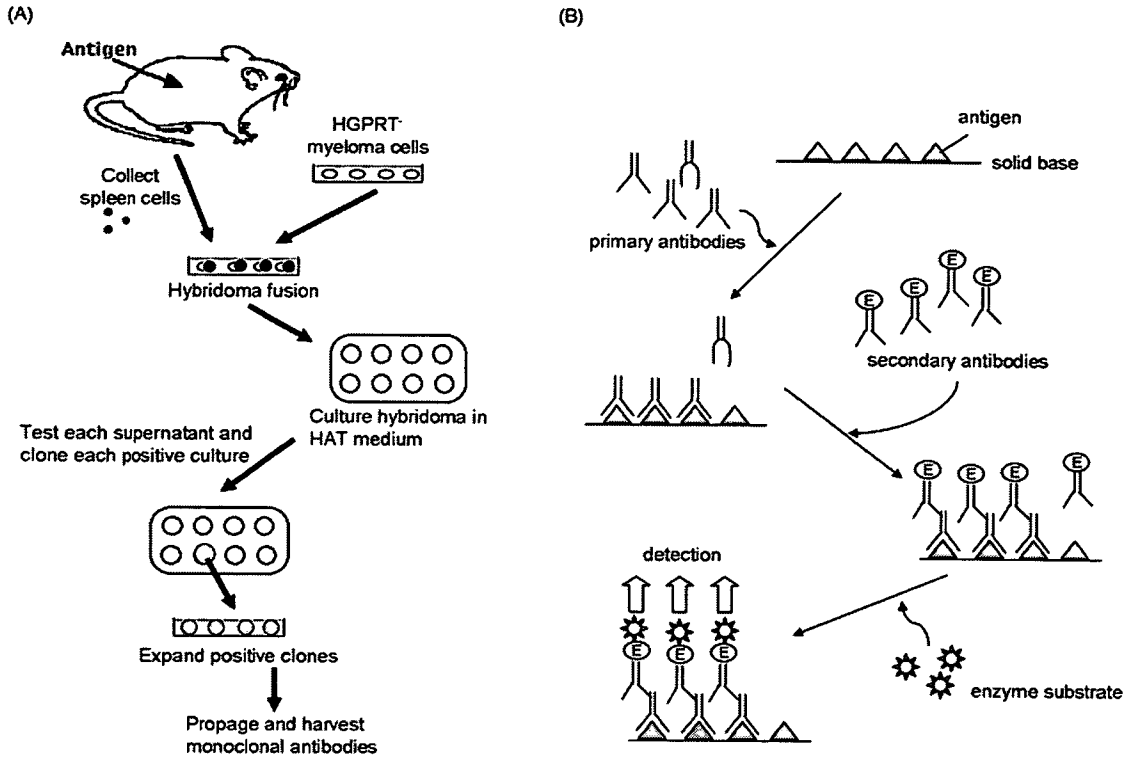 (A)
Antigen
HGPRT-
myeloma cells
Collect
spleen cells
Hybridoma fusion
Culture hybridoma in
HAT medium
Test each supernatant and
clone each positive culture
Expand positive clones
Propage and harvest
monoclonal antibodies
(B)
antigen
solid base
primary antibodies
E
E
E
E
secondary antibodies
E
E
E
E
detection
E
E
E
enzyme substrate